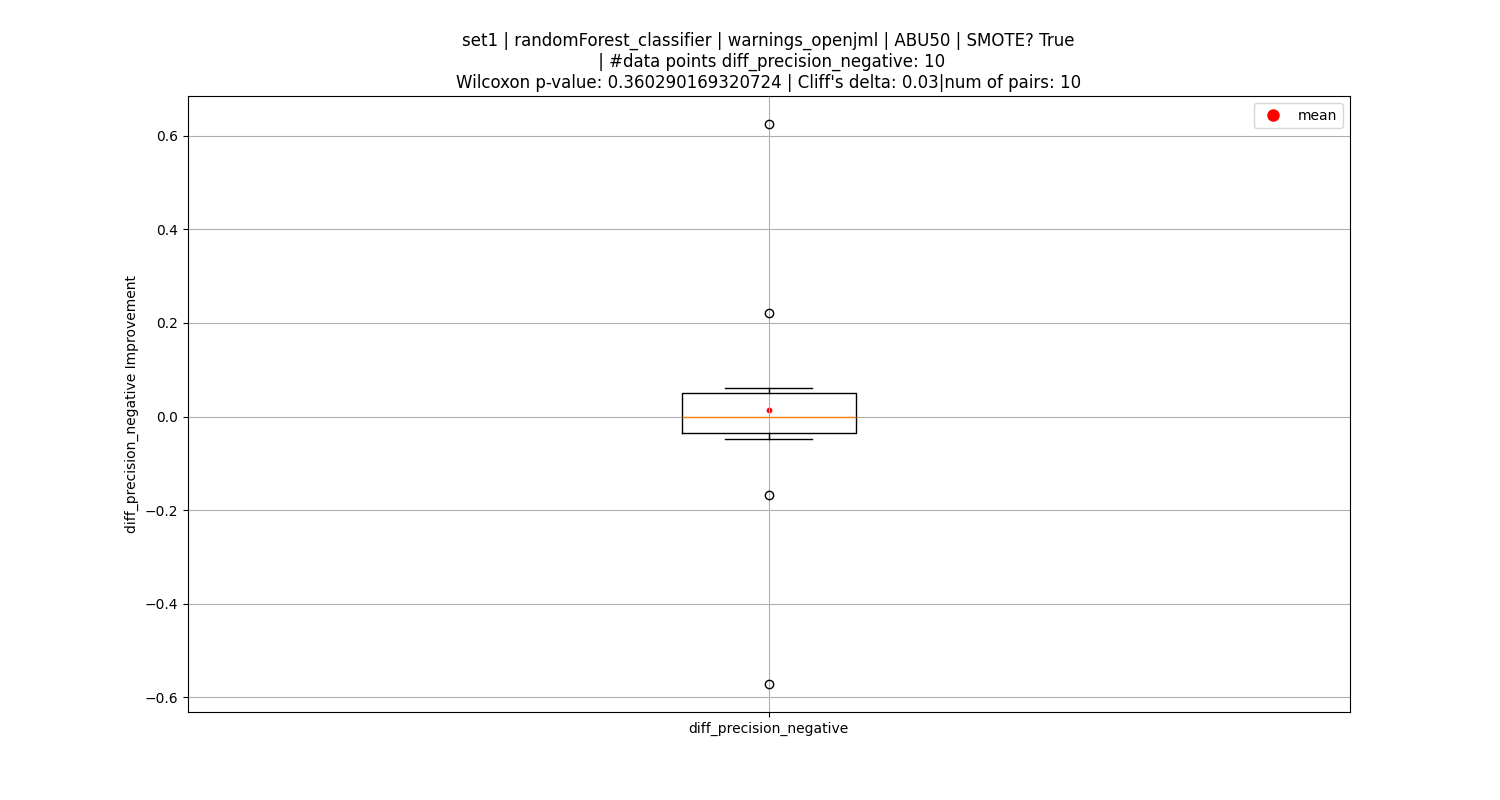 set1 | randomForest_classifier | warnings_openjml | ABU50 | SMOTE? True
| #data points diff_precision_negative: 10
Wilcoxon p-value: 0.360290169320724 | Cliff's delta: 0.03|num of pairs: 10
mean
0.6
0.4
0.2
0.0
−0.2
−0.4
−0.6
diff_precision_negative Improvement
diff_precision_negative